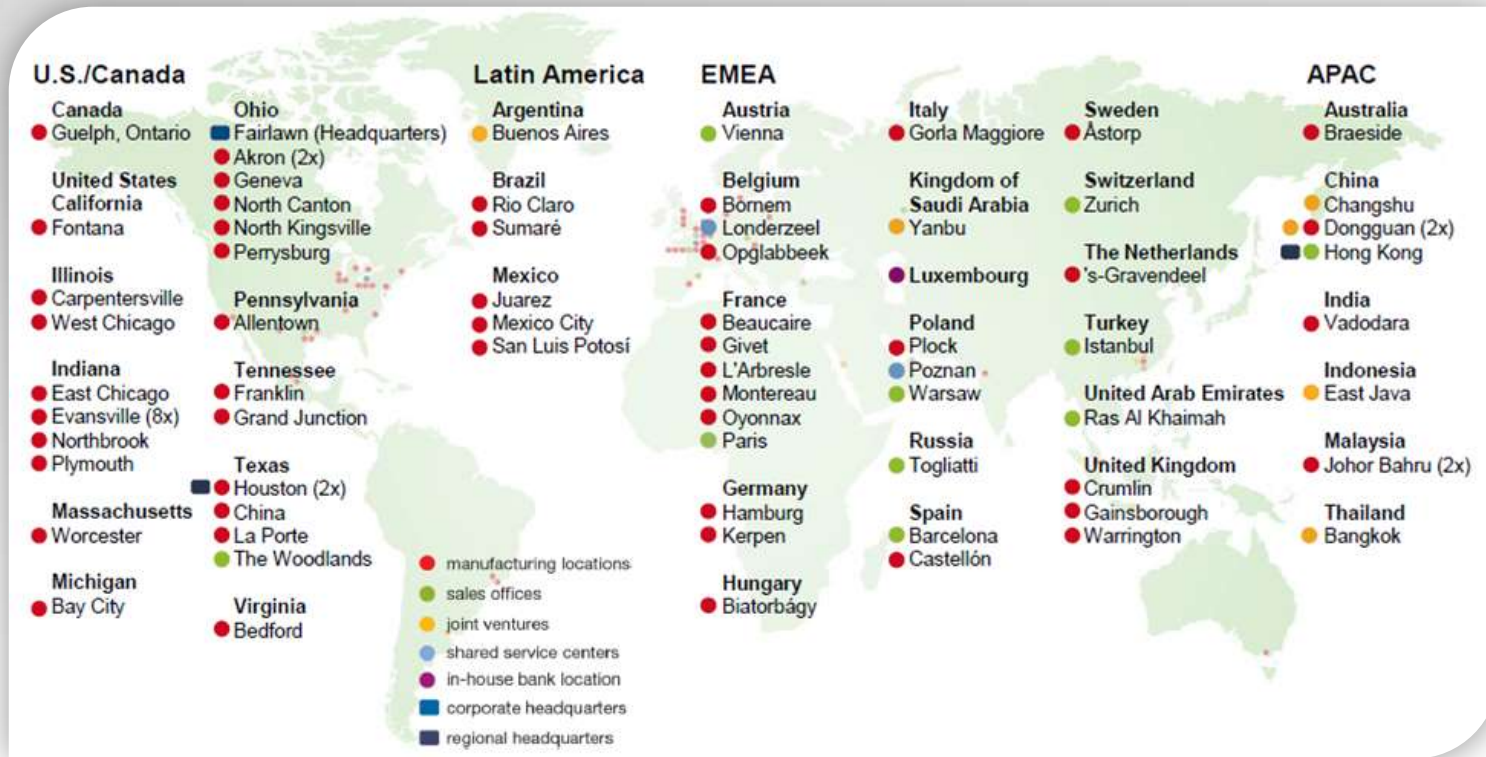 U.S./Canada
Canada
Guelph, Ontario
United States
California
Fontana
Illinois
Carpentersville
West Chicago
Indiana
East Chicago
Evansville (8x)
Northbrook
Plymouth
Massachusetts
Worcester
Michigan
Bay City
Ohio
Fairlawn (Headquarters)
Akron (2x)
Geneva
North Canton
North Kingsville
Perrysburg
Pennsylvania
Allentown
Tennessee
Franklin
Grand Junction
Texas
Houston (2x)
China
La Porte
The Woodlands
Virginia
Bedford
Latin America
Argentina
Buenos Aires
Brazil
Rio Claro
Sumaré
Mexico
Juarez
Mexico City
San Luis Potosí
manufacturing locations
sales offices
joint ventures
shared service centers
in-house bank location
corporate headquarters
regional headquarters
EMEA
Austria
Vienna
Belgium
Bornem
Londerzeel
Opglabbeek
France
Beaucaire
Givet
L'Arbresle
Montereau
Oyonnax
Paris
Germany
Hamburg
Kerpen
Hungary
Biatorbágy
Italy
Gorla Maggiore
Kingdom of
Saudi Arabia
Yanbu
Luxembourg
Poland
Plock
Poznan
Warsaw
Russia
Togliatti
Spain
Barcelona
Castellón
Sweden
Åstorp
Switzerland
Zurich
The Netherlands
's-Gravendeel
Turkey
Istanbul
United Arab Emirates
Ras Al Khaimah
United Kingdom
Crumlin
Gainsborough
Warrington
APAC
Australia
Braeside
China
Changshu
Dongguan (2x)
Hong Kong
India
Vadodara
Indonesia
East Java
Malaysia
Johor Bahru (2x)
Thailand
Bangkok